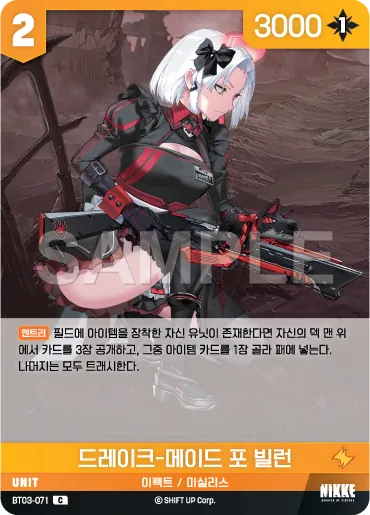 2
3000 1
SAMPLE
엔트리 필드에 아이템을 장착한 자신 유닛이 존재한다면 자신의 덱 맨 위
에서 카드를 3장 공개하고, 그중 아이템 카드를 1장 골라 패에 넣는다.
나머지는 모두 트래시한다.
드레이크-메이드 포 빌런
UNIT
이팩트 / 미실리스
BT03-071 C
© SHIFT UP Corp.
NIKKE